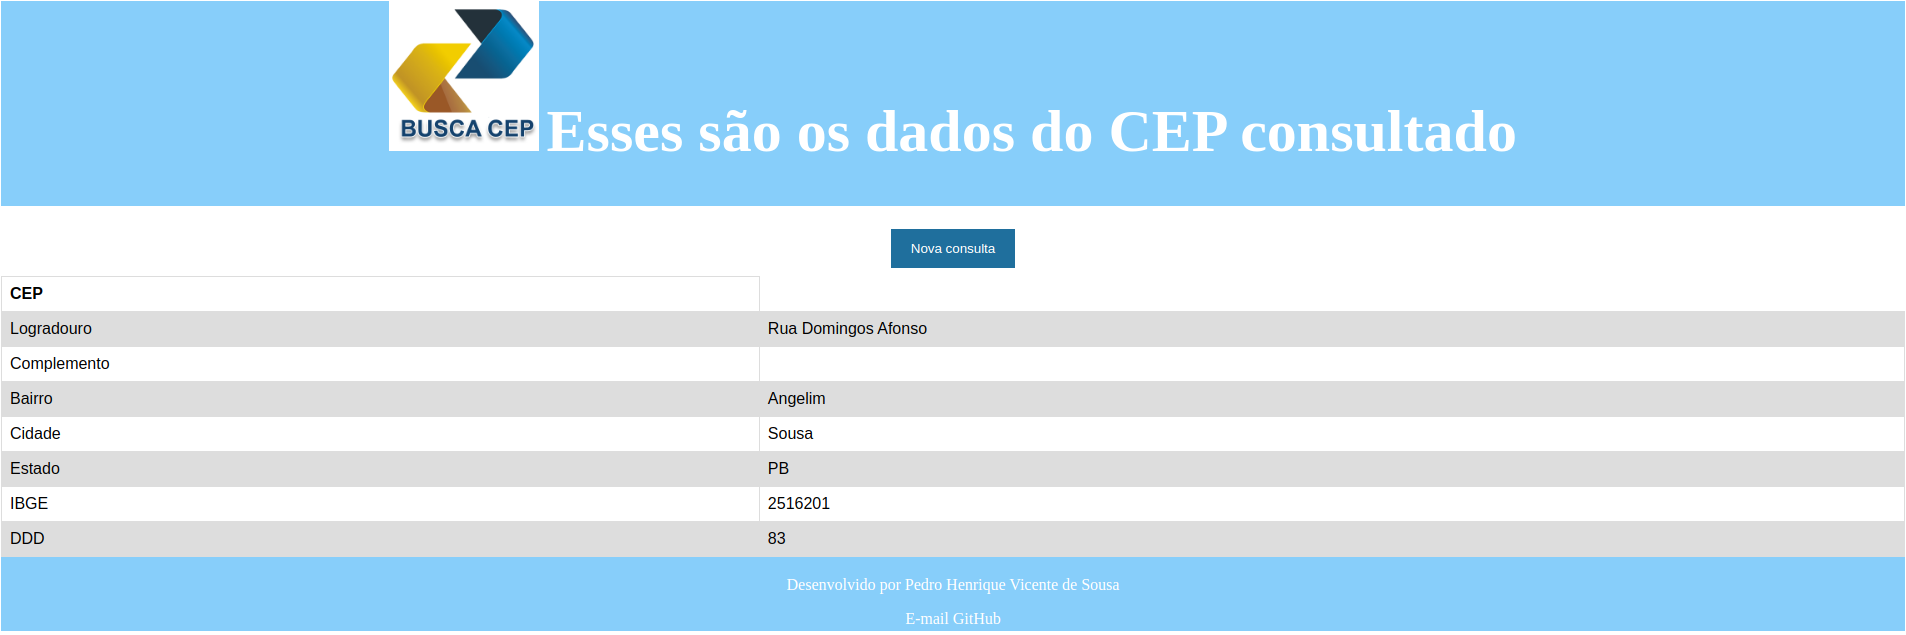 BUSCA CEP
Esses são os dados do CEP consultado
Nova consulta
CEP
Logradouro Rua Domingos Afonso
Complemento
Bairro Angelim
Cidade Sousa
Estado PB
IBGE 2516201
DDD 83
Desenvolvido por Pedro Henrique Vicente de Sousa
E-mail GitHub